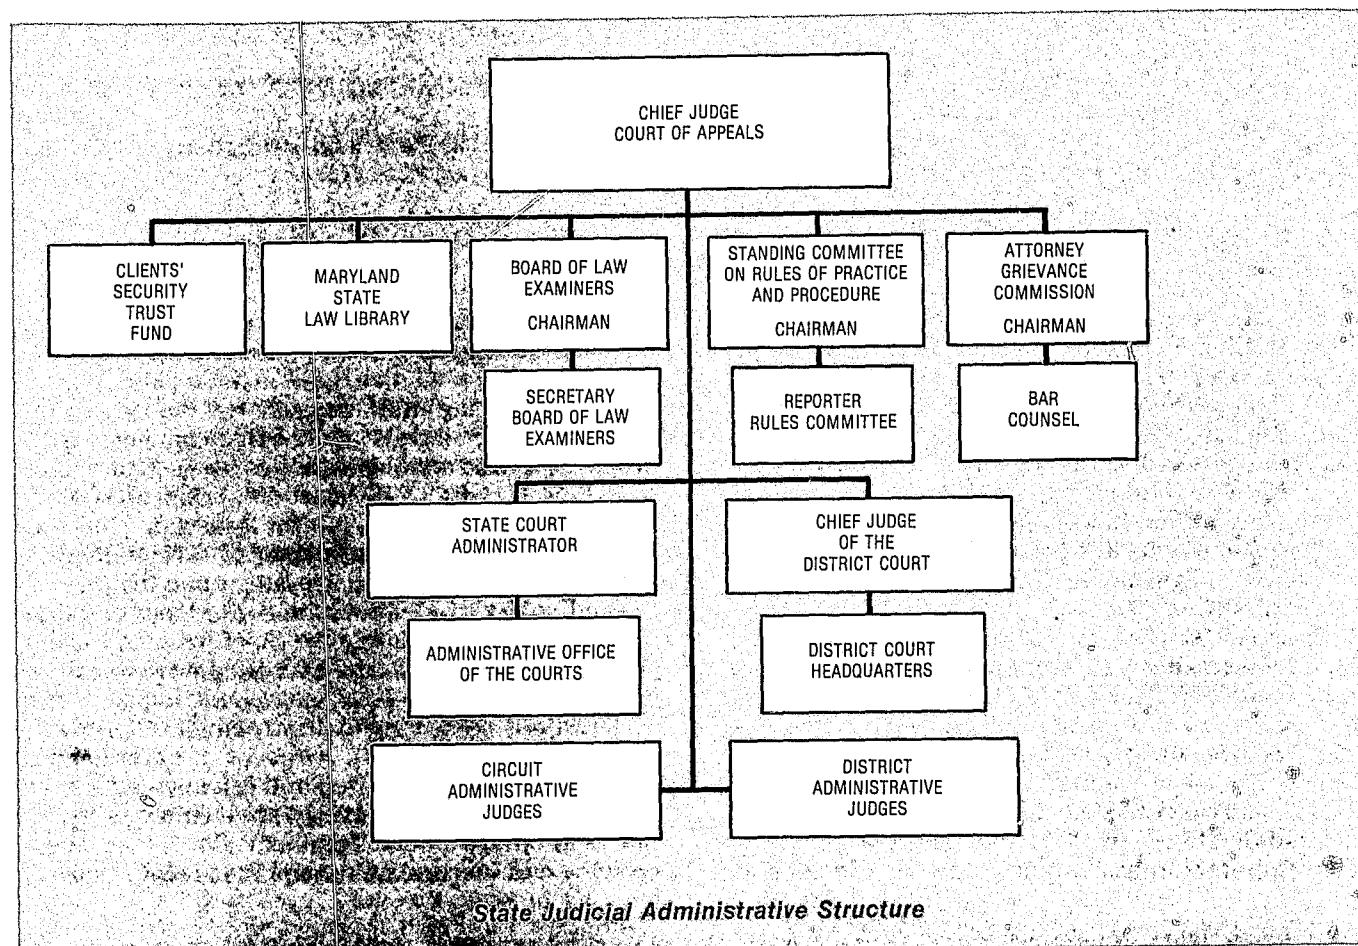 CHIEF JUDGE
COURT OF APPEALS
CLIENTS'
SECURITY
TRUST
FUND
MARYLAND
STATE
LAW LIBRARY
BOARD OF LAW
EXAMINERS
CHAIRMAN
STANDING COMMITTEE
ON RULES OF PRACTICE
AND PROCEDURE
CHAIRMAN
ATTORNEY
GRIEVANCE
COMMISSION
CHAIRMAN
SECRETARY
BOARD OF LAW
EXAMINERS
REPORTER
RULES COMMITTEE
BAR
COUNSEL
STATE COURT
ADMINISTRATOR
CHIEF JUDGE
OF THE
DISTRICT COURT
ADMINISTRATIVE OFFICE
OF THE COURTS
DISTRICT COURT
HEADQUARTERS
CIRCUIT
ADMINISTRATIVE
JUDGES
DISTRICT
ADMINISTRATIVE
JUDGES
State Judicial Administrative Structure